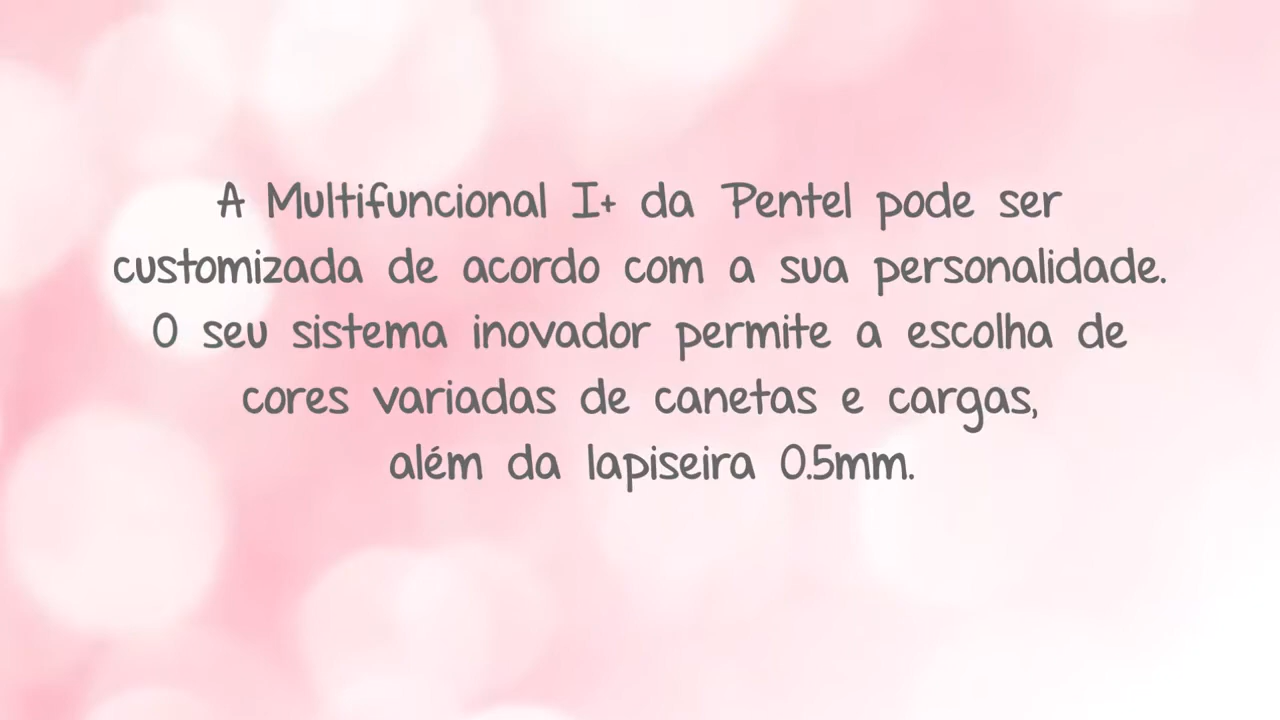 A Multifuncional I+ da Pentel pode ser
customizada de acordo com a sua personalidade.
O seu sistema inovador permite a escolha de
cores variadas de canetas e cargas,
além da lapiseira 0.5mm.